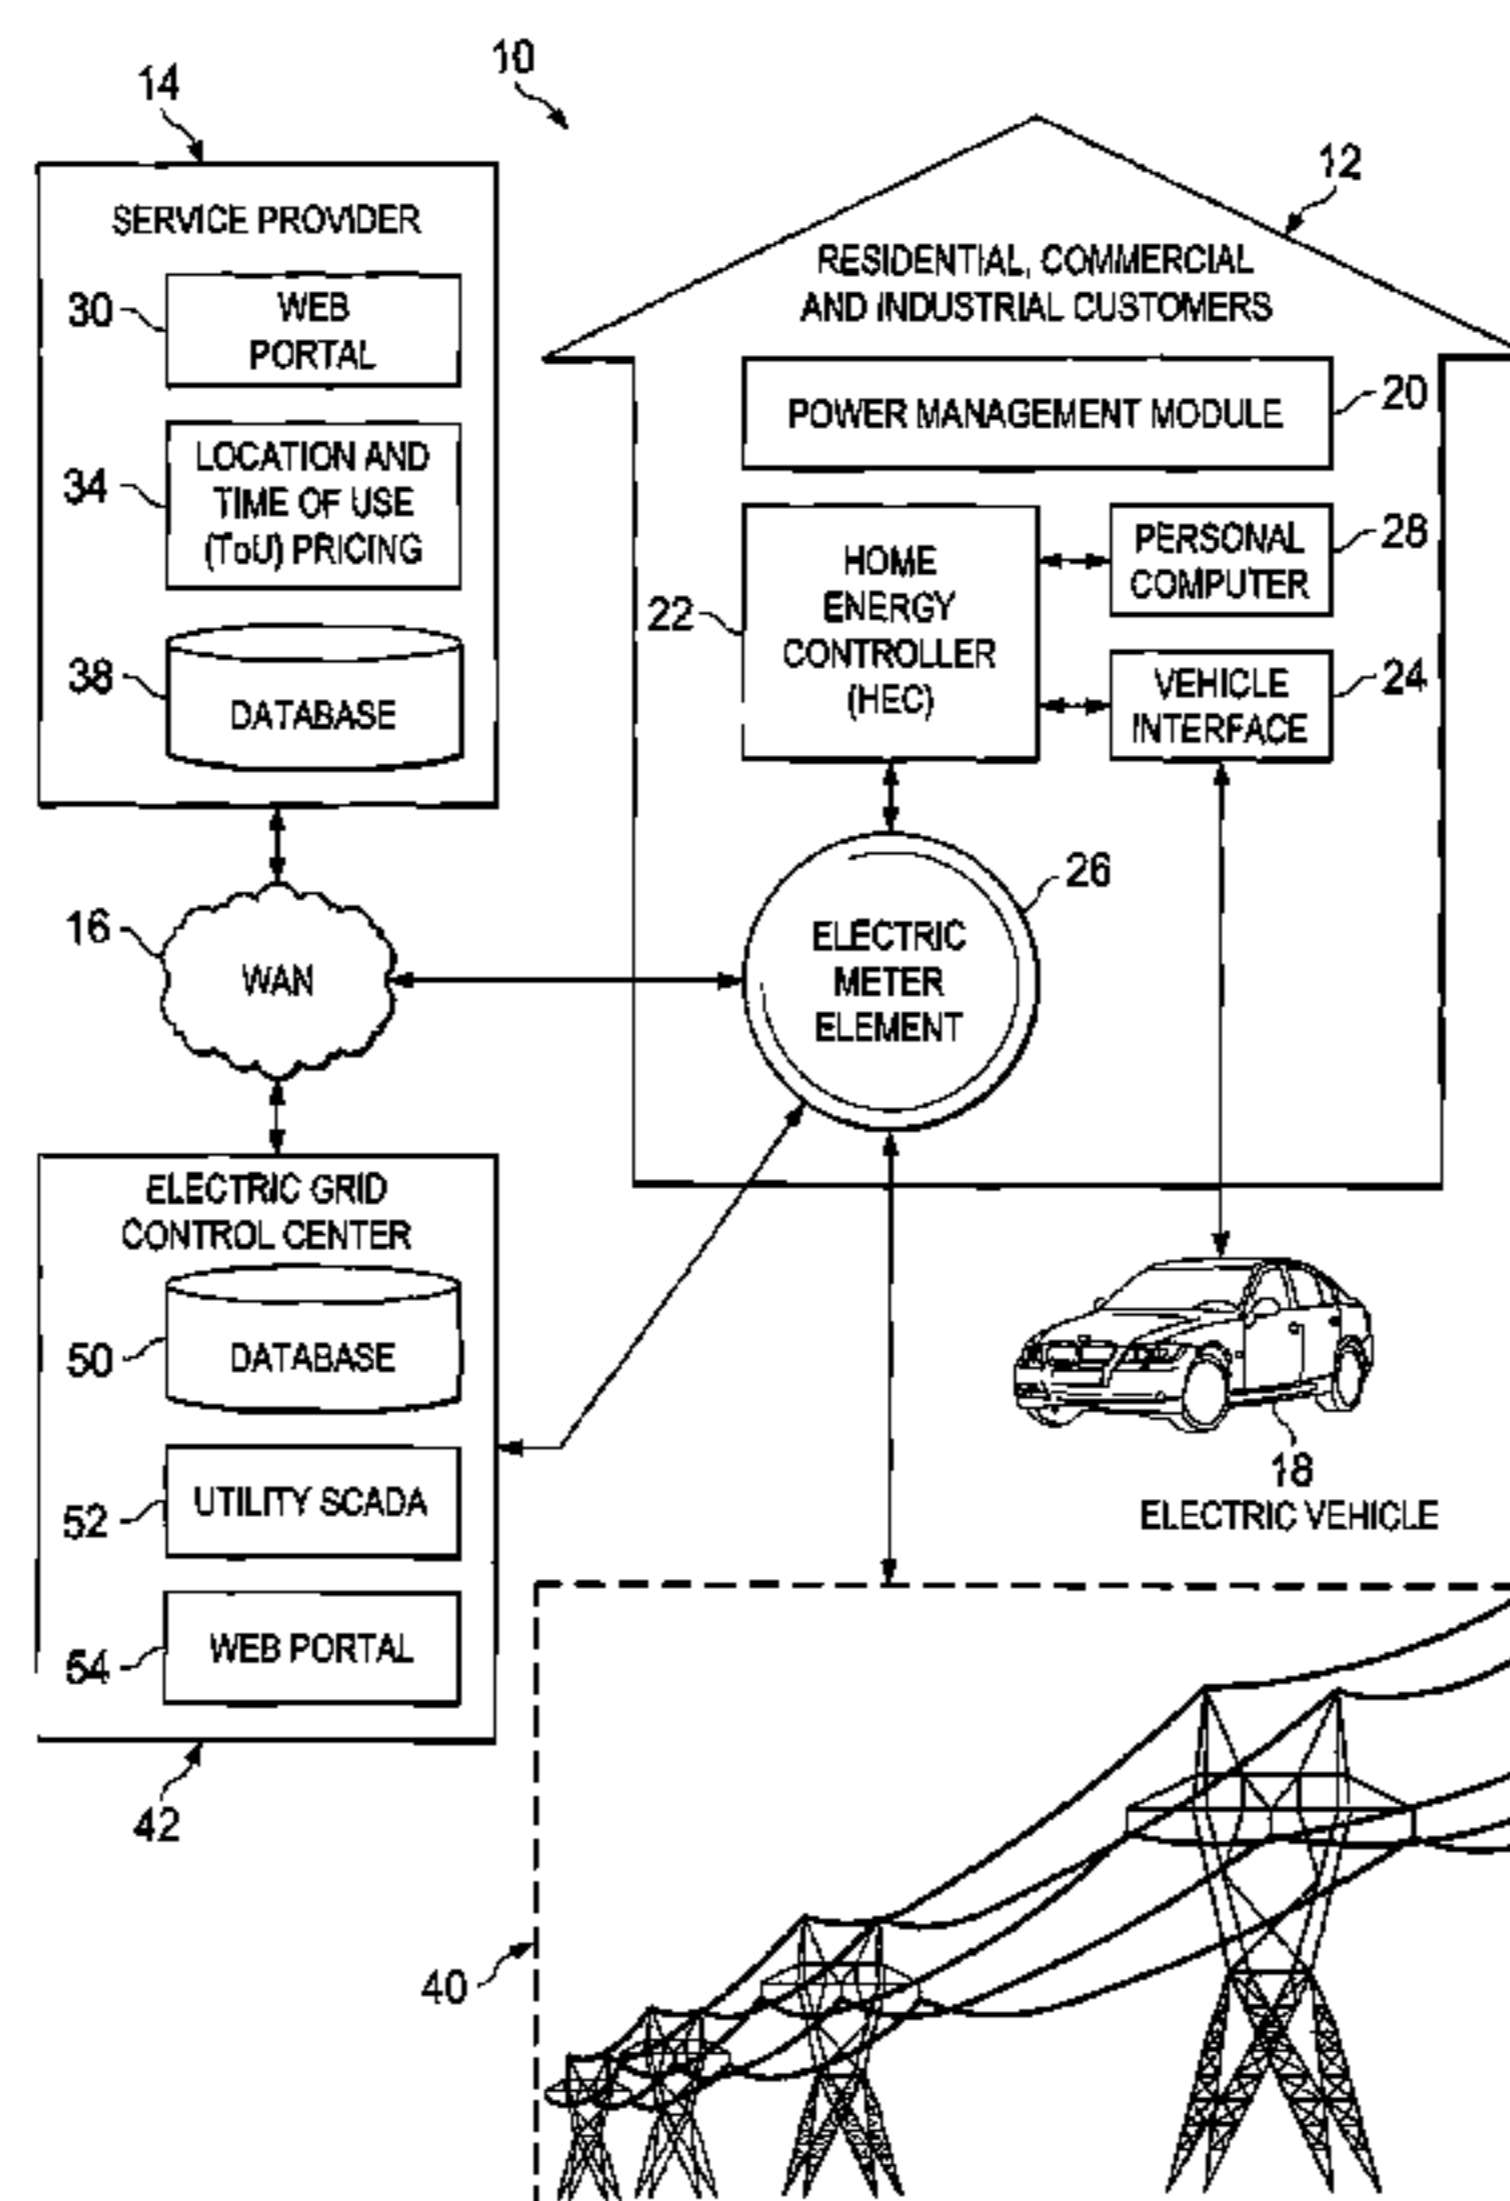 10
14
SERVICE PROVIDER
30
WEB
PORTAL
34
LOCATION AND
TIME OF USE
(ToU) PRICING
38
DATABASE
12
RESIDENTIAL, COMMERCIAL
AND INDUSTRIAL CUSTOMERS
POWER MANAGEMENT MODULE
20
22
HOME
ENERGY
CONTROLLER
(HEC)
PERSONAL
COMPUTER
28
VEHICLE
INTERFACE
24
16
WAN
ELECTRIC
METER
ELEMENT
26
ELECTRIC GRID
CONTROL CENTER
50
DATABASE
52
UTILITY SCADA
54
WEB PORTAL
42
18
ELECTRIC VEHICLE
40